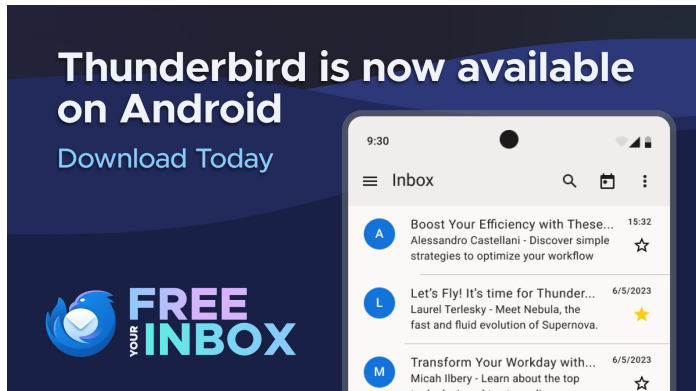 Thunderbird is now available
on Android
Download Today
9:30
Inbox
A
Boost Your Efficiency with These...
15:32
Alessandro Castellani - Discover simple
strategies to optimize your workflow
L
Let's Fly! It's time for Thunder...
6/5/2023
Laurel Terlesky - Meet Nebula, the
fast and fluid evolution of Supernova.
M
Transform Your Workday with...
6/5/2023
Micah Ilbery - Learn about the top
FREE
YOUR
INBOX